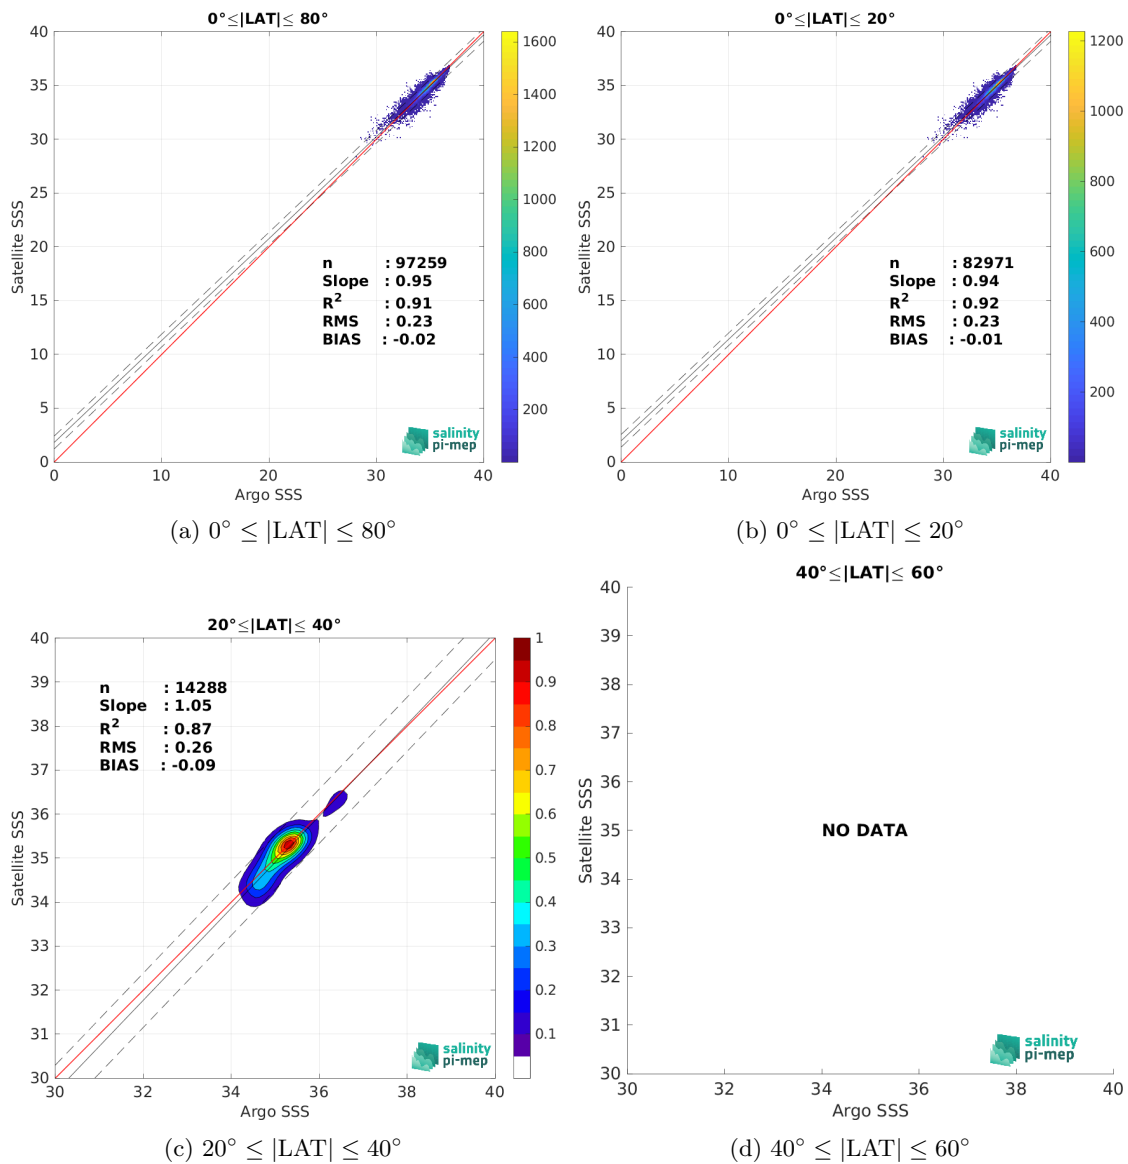 0°≤|LAT|≤ 80°
40
35
30
25
20
15
10
5
0
0
10
20
30
40
Satellite SSS
Argo SSS
n : 97259
Slope : 0.95
R² : 0.91
RMS : 0.23
BIAS : -0.02
salinity
pi-mep
1600
1400
1200
1000
800
600
400
200
(a) 0° ≤ |LAT| ≤ 80°
0°≤|LAT|≤ 20°
40
35
30
25
20
15
10
5
0
0
10
20
30
40
Satellite SSS
Argo SSS
n : 82971
Slope : 0.94
R² : 0.92
RMS : 0.23
BIAS : -0.01
salinity
pi-mep
1200
1000
800
600
400
200
(b) 0° ≤ |LAT| ≤ 20°
20°≤|LAT|≤ 40°
40
39
38
37
36
35
34
33
32
31
30
30
32
34
36
38
40
Satellite SSS
Argo SSS
n : 14288
Slope : 1.05
R² : 0.87
RMS : 0.26
BIAS : -0.09
salinity
pi-mep
1
0.9
0.8
0.7
0.6
0.5
0.4
0.3
0.2
0.1
(c) 20° ≤ |LAT| ≤ 40°
40°≤|LAT|≤ 60°
40
39
38
37
36
35
34
33
32
31
30
30
32
34
36
38
40
Satellite SSS
Argo SSS
NO DATA
salinity
pi-mep
(d) 40° ≤ |LAT| ≤ 60°